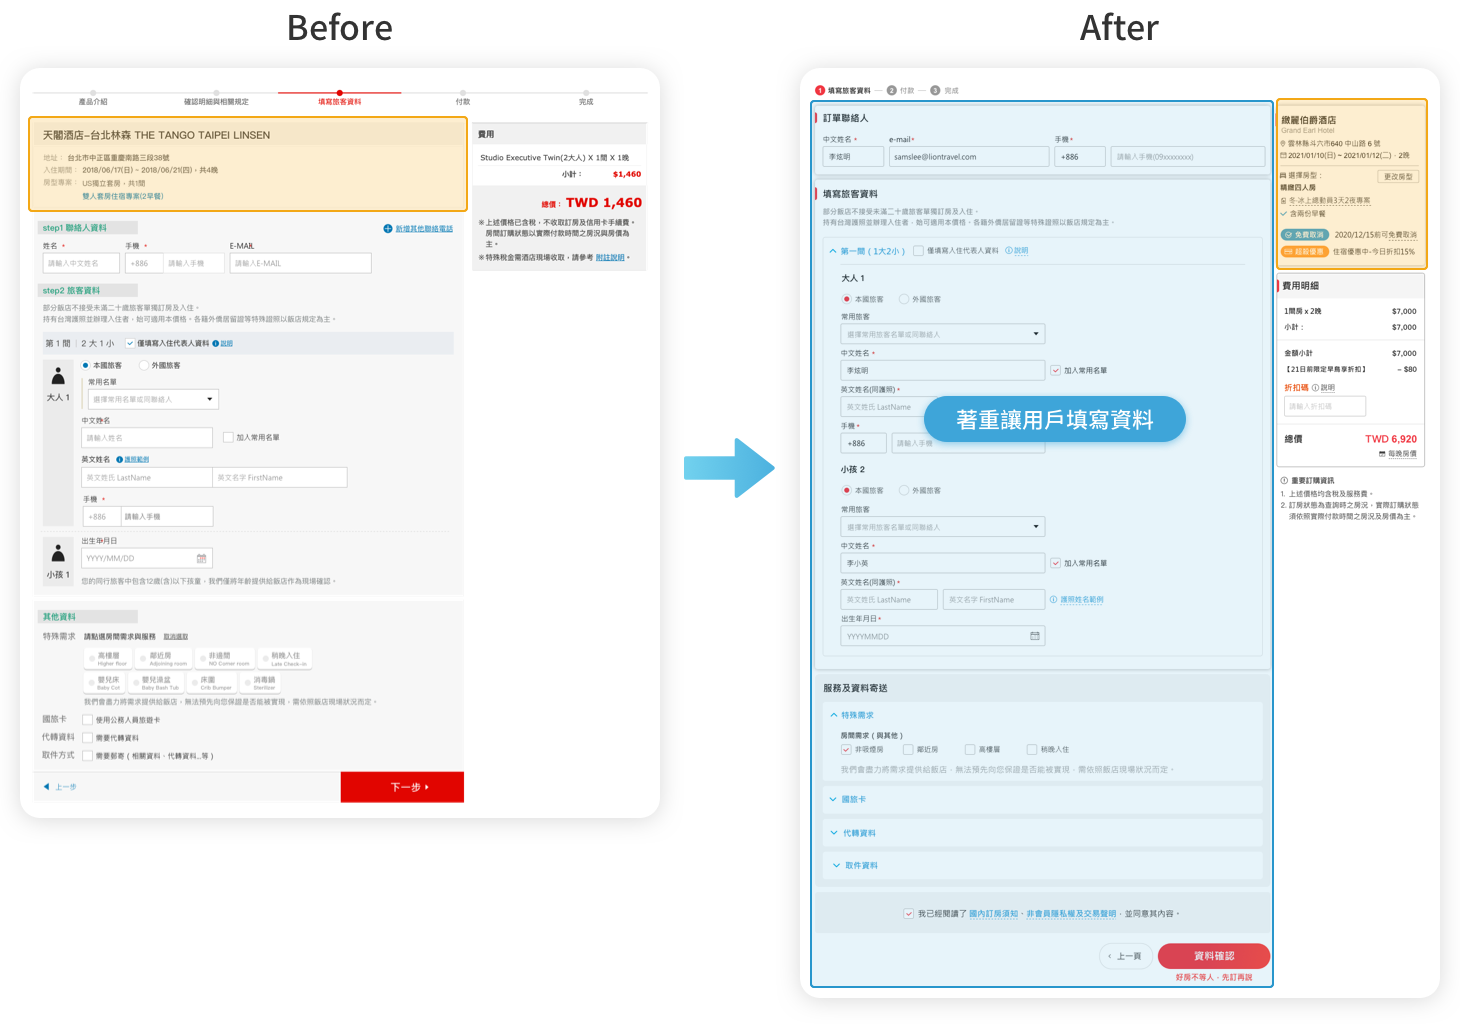 Before
After
產品介紹
確認明細與相關規定
填寫旅客資料
付款
完成
天閣酒店-台北林森 THE TANGO TAIPEI LINSEN
地址： 台北市中正區重慶南路三段38號
入住期間： 2018/06/17(日) ~ 2018/06/21(四)，共4晚
房型專案： US獨立套房，共1間
雙人套房住宿專案(2早餐)
費用
Studio Executive Twin(2大人) X 1間 X 1晚
小計： $1,460
總價： TWD 1,460
※上述價格已含稅，不收取訂房及信用卡手續費。
房間訂購狀態以實際付款時間之房況與房價為
主。
※特殊稅金需酒店現場收取，請參考 附註說明。
step1 聯絡人資料
新增其他聯絡電話
姓名 * 手機 * E-MAIL
請輸入中文姓名 +886 請輸入手機 請輸入E-MAIL
step2 旅客資料
部分飯店不接受未滿二十歲旅客單獨訂房及入住。
持有台灣護照並辦理入住者，始可適用本價格。各籍外僑居留證等特殊證照以飯店規定為主。
第 1 間 | 2 大 1 小 僅填寫入住代表人資料 說明
大人 1
本國旅客 外國旅客
常用名單
選擇常用名單或同聯絡人
中文姓名
請輸入姓名 加入常用名單
英文姓名 護照範例
英文姓氏 LastName 英文名字 FirstName
手機 *
+886 請輸入手機
小孩 1
出生年月日
YYYY/MM/DD
您的同行旅客中包含12歲(含)以下孩童，我們僅將年齡提供給飯店作為現場確認。
其他資料
特殊需求 請點選房間需求與服務 取消選取
高樓層 Higher floor 鄰近房 Adjoining room 非邊間 NO Corner room 稍晚入住 Late Check-in
嬰兒床 Baby Cot 嬰兒澡盆 Baby Bash Tub 床圍 Crib Bumper 消毒鍋 Sterilizer
我們會盡力將需求提供給飯店，無法預先向您保證是否能被實現，需依照飯店現場狀況而定。
國旅卡 使用公務人員旅遊卡
代轉資料 需要代轉資料
取件方式 需要郵寄 ( 相關資料、代轉資料...等 )
上一步
下一步
1 填寫旅客資料 2 付款 3 完成
訂單聯絡人
中文姓名 * e-mail* 手機*
李炫明 samslee@liontravel.com +886 請輸入手機(09xxxxxxxx)
填寫旅客資料
部分飯店不接受未滿二十歲旅客單獨訂房及入住。
持有台灣護照並辦理入住者，始可適用本價格。各籍外僑居留證等特殊證照以飯店規定為主。
第一間 ( 1大2小 ) 僅填寫入住代表人資料 說明
大人 1
本國旅客 外國旅客
常用旅客
選擇常用旅客名單或同聯絡人
中文姓名 *
李炫明 加入常用名單
英文姓名(同護照)*
英文姓氏 LastName
著重讓用戶填寫資料
手機*
+886 請輸入手機
小孩 2
本國旅客 外國旅客
常用旅客
選擇常用旅客名單或同聯絡人
中文姓名 *
李小英 加入常用名單
英文姓名(同護照)*
英文姓氏 LastName 英文名字 FirstName 護照姓名範例
出生年月日*
YYYYMMDD
服務及資料寄送
特殊需求
房間需求 ( 與其他 )
非吸煙房 鄰近房 高樓層 稍晚入住
我們會盡力將需求提供給飯店，無法預先向您保證是否能被實現，需依照飯店現場狀況而定。
國旅卡
代轉資料
取件資料
我已經閱讀了 國內訂房須知、非會員隱私權及交易聲明，並同意其內容。
上一頁
資料確認
好房不等人，先訂再說
緻麗伯爵酒店
Grand Earl Hotel
雲林縣斗六市640 中山路 6 號
2021/01/10(日) ~ 2021/01/12(二)，2晚
選擇房型： 更改房型
精緻四人房
冬-冰上總動員3天2夜專案
含兩份早餐
免費取消 2020/12/15前可免費取消
超殺優惠 住宿優惠中-今日折扣15%
費用明細
1間房 x 2晚 $7,000
小計： $7,000
金額小計 $7,000
【21日前限定早鳥享折扣】 – $80
折扣碼 說明
請輸入折扣碼
總價 TWD 6,920
每晚房價
重要訂購資訊
1. 上述價格均含稅及服務費。
2. 訂房狀態為查詢時之房況，實際訂購狀態
須依照實際付款時間之房況及房價為主。